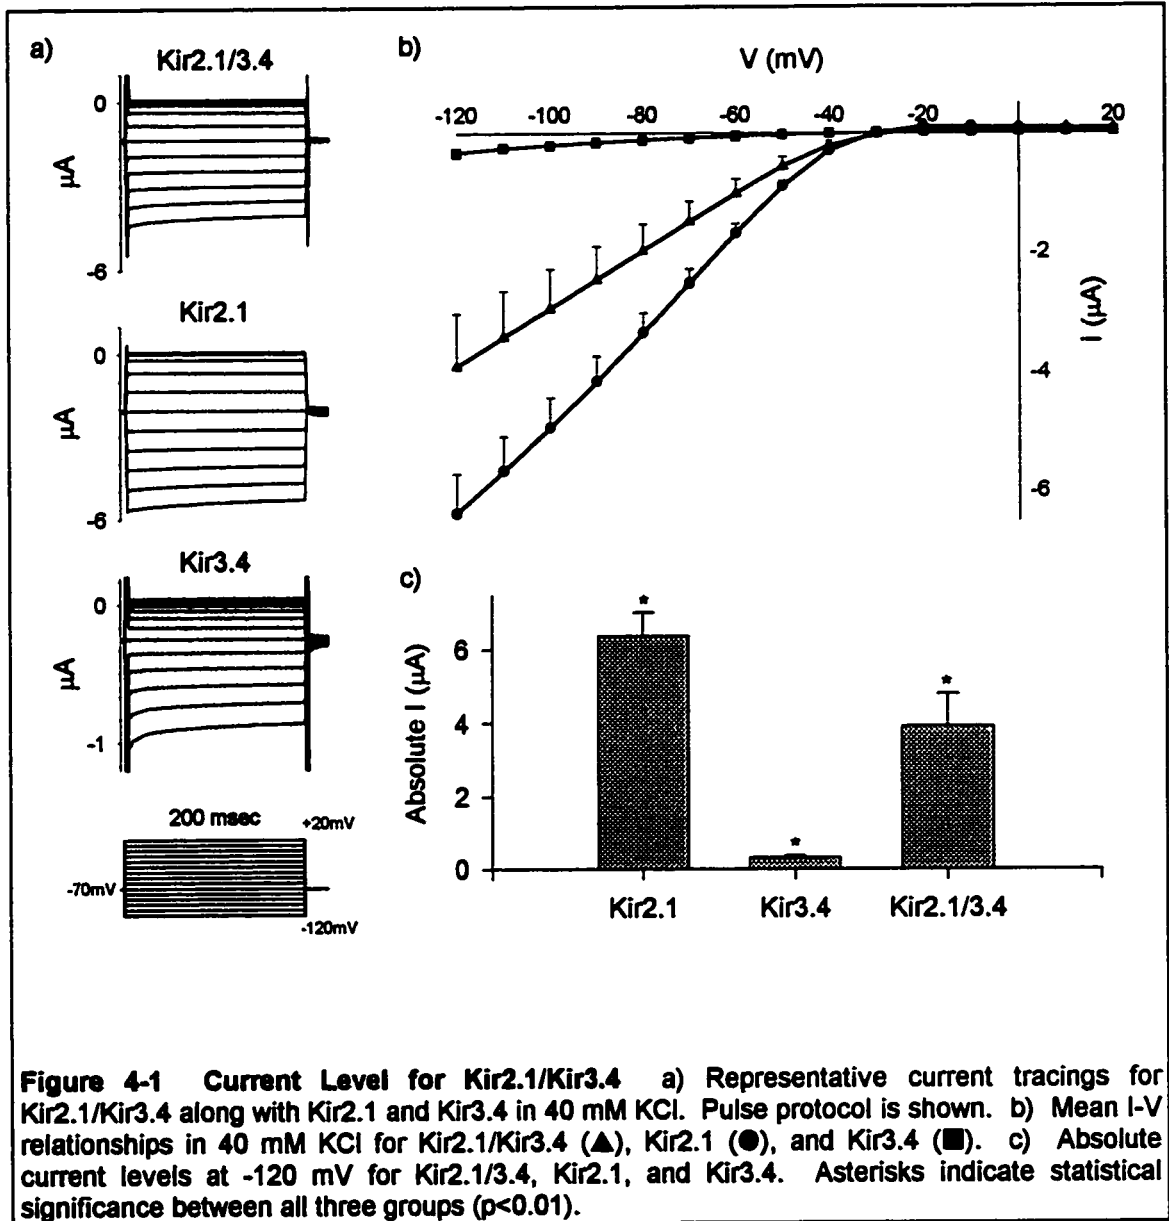 a)
Kir2.1/3.4
0
µA
-6
Kir2.1
0
µA
-6
Kir3.4
0
µA
-1
200 msec
+20mV
-70mV
-120mV
b)
V (mV)
-120 -100 -80 -60 -40 -20 20
-2
-4
-6
I (µA)
c)
Absolute I (µA)
6
4
2
0
* * *
Kir2.1 Kir3.4 Kir2.1/3.4
Figure 4-1 Current Level for Kir2.1/Kir3.4 a) Representative current tracings for
Kir2.1/Kir3.4 along with Kir2.1 and Kir3.4 in 40 mM KCl. Pulse protocol is shown. b) Mean I-V
relationships in 40 mM KCl for Kir2.1/Kir3.4 (▲), Kir2.1 (●), and Kir3.4 (■). c) Absolute
current levels at -120 mV for Kir2.1/3.4, Kir2.1, and Kir3.4. Asterisks indicate statistical
significance between all three groups (p<0.01).